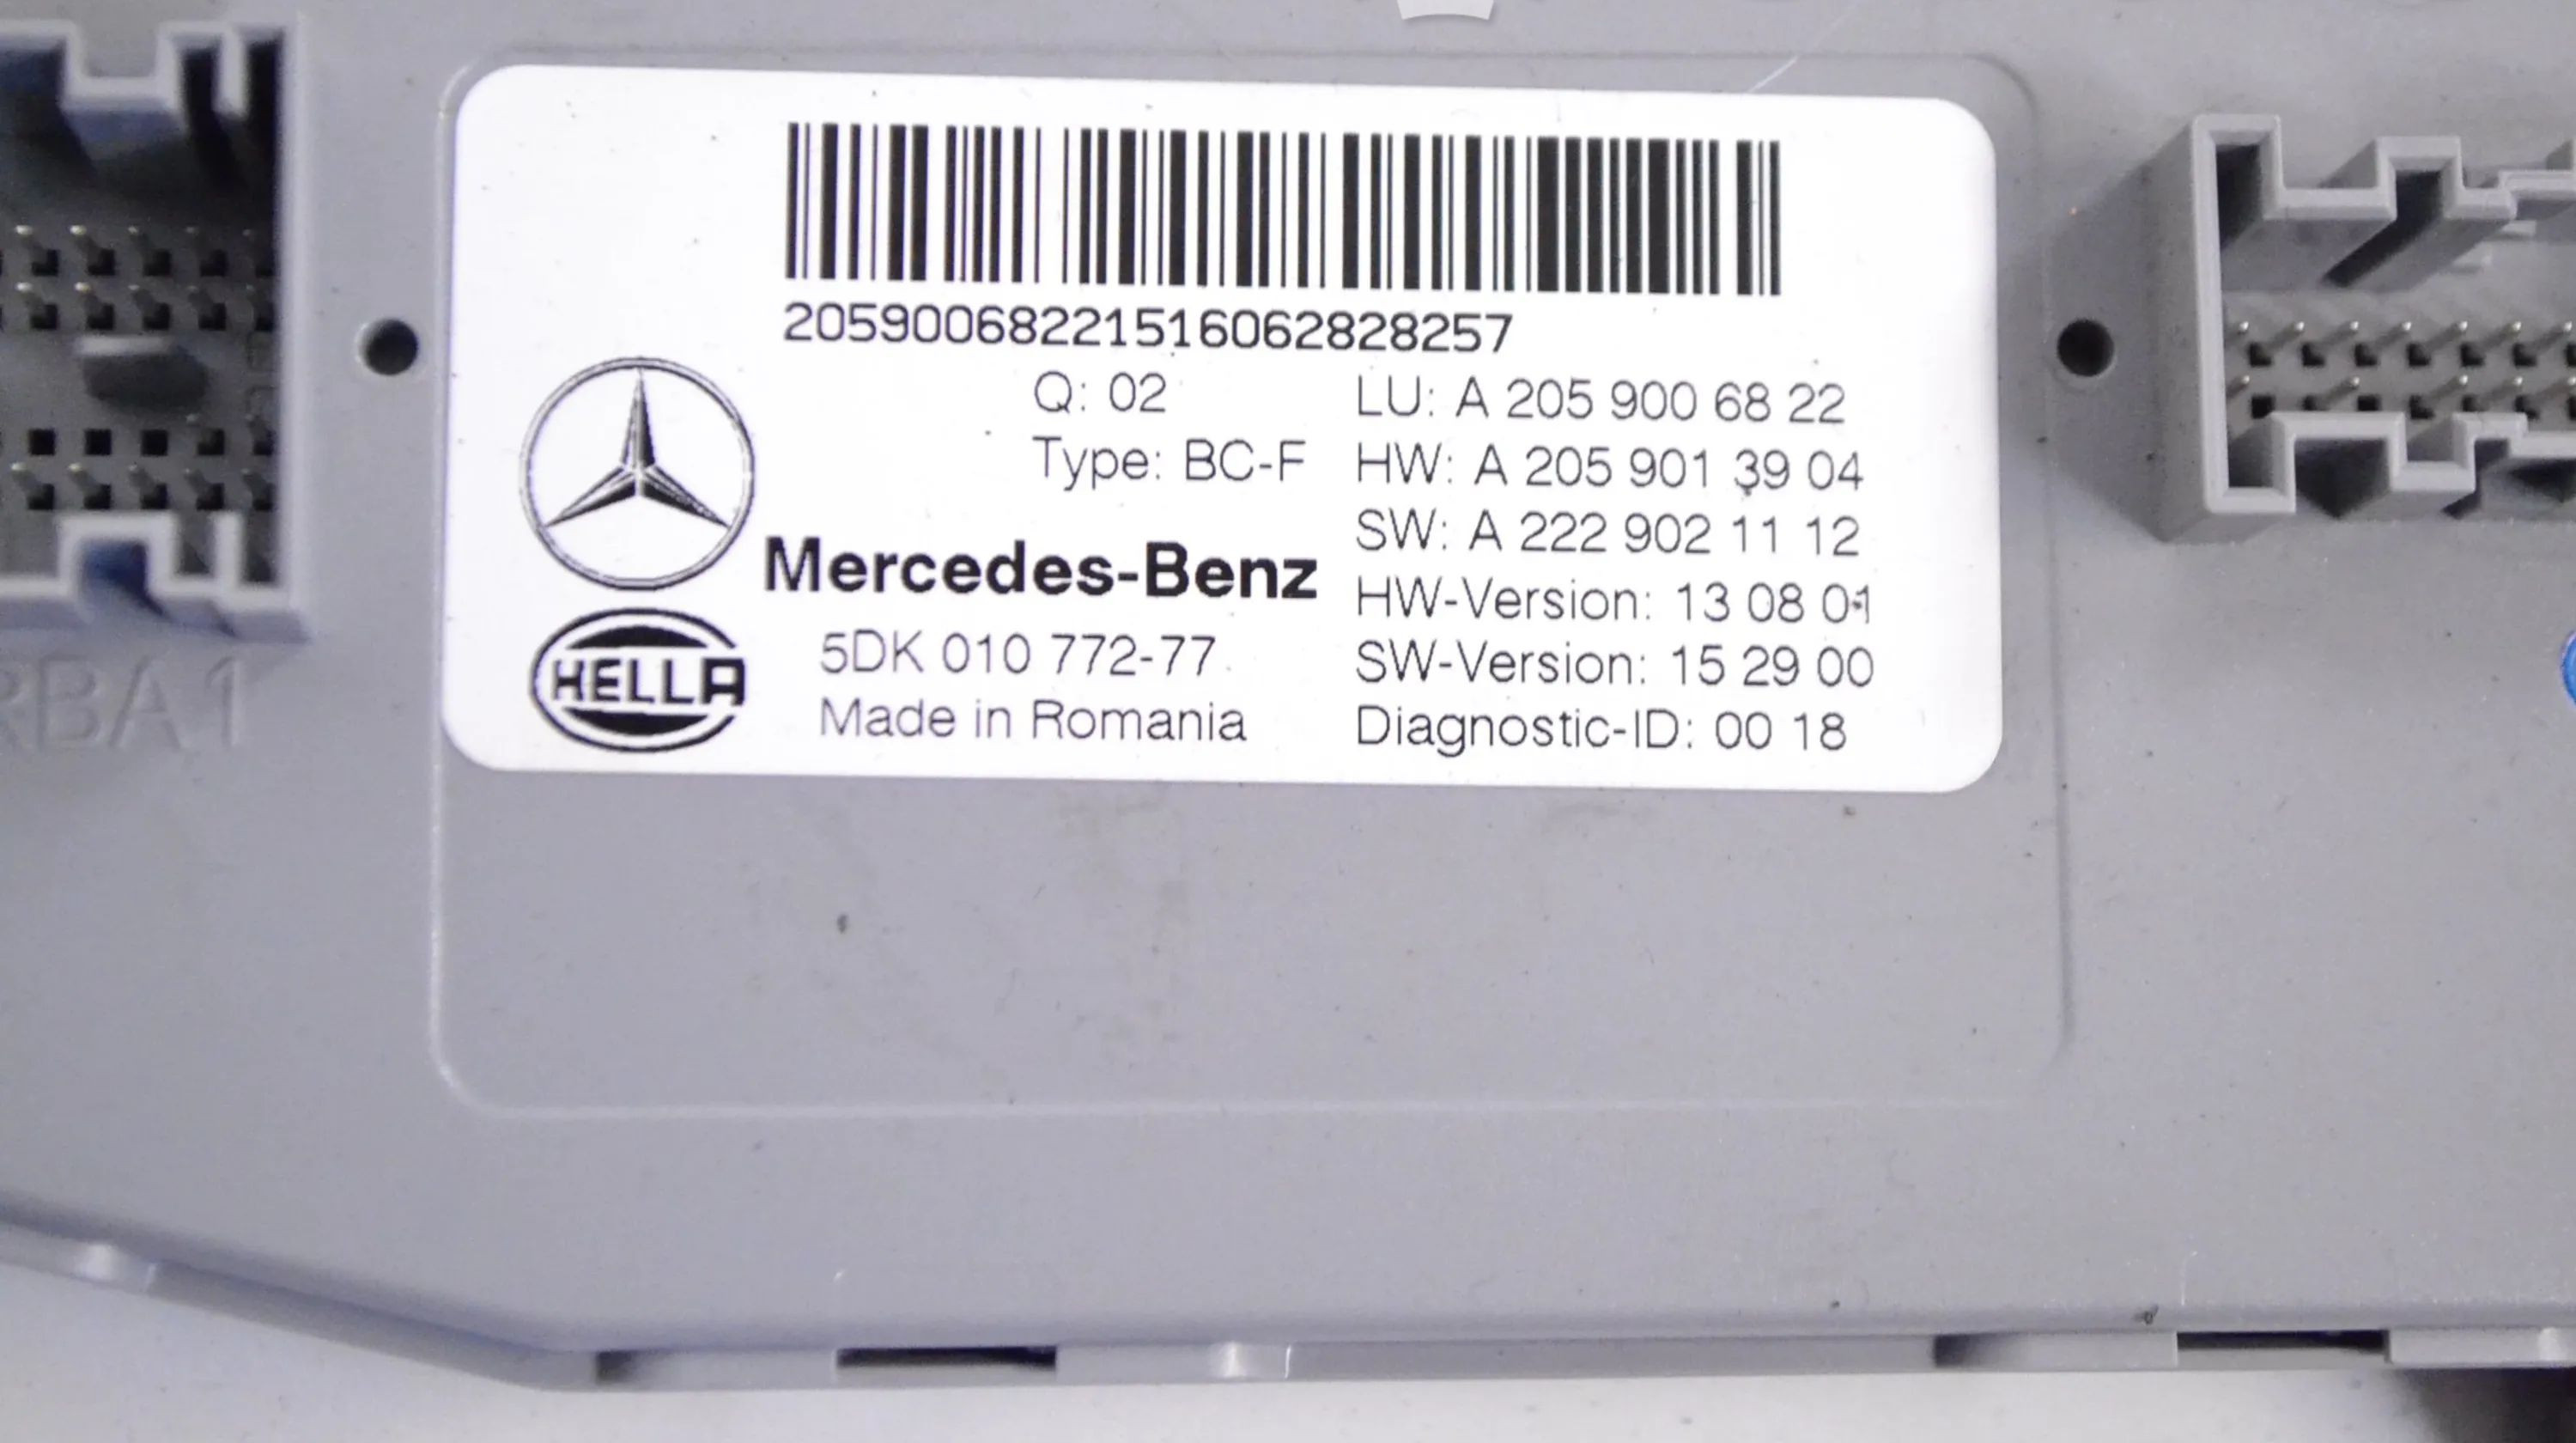 20590068221516062828257
Q: 02
Type: BC-F
LU: A 205 900 68 22
HW: A 205 901 39 04
SW: A 222 902 11 12
HW-Version: 13 08 01
SW-Version: 15 29 00
Diagnostic-ID: 00 18
Mercedes-Benz
HELLA
5DK 010 772-77
Made in Romania
RBA1